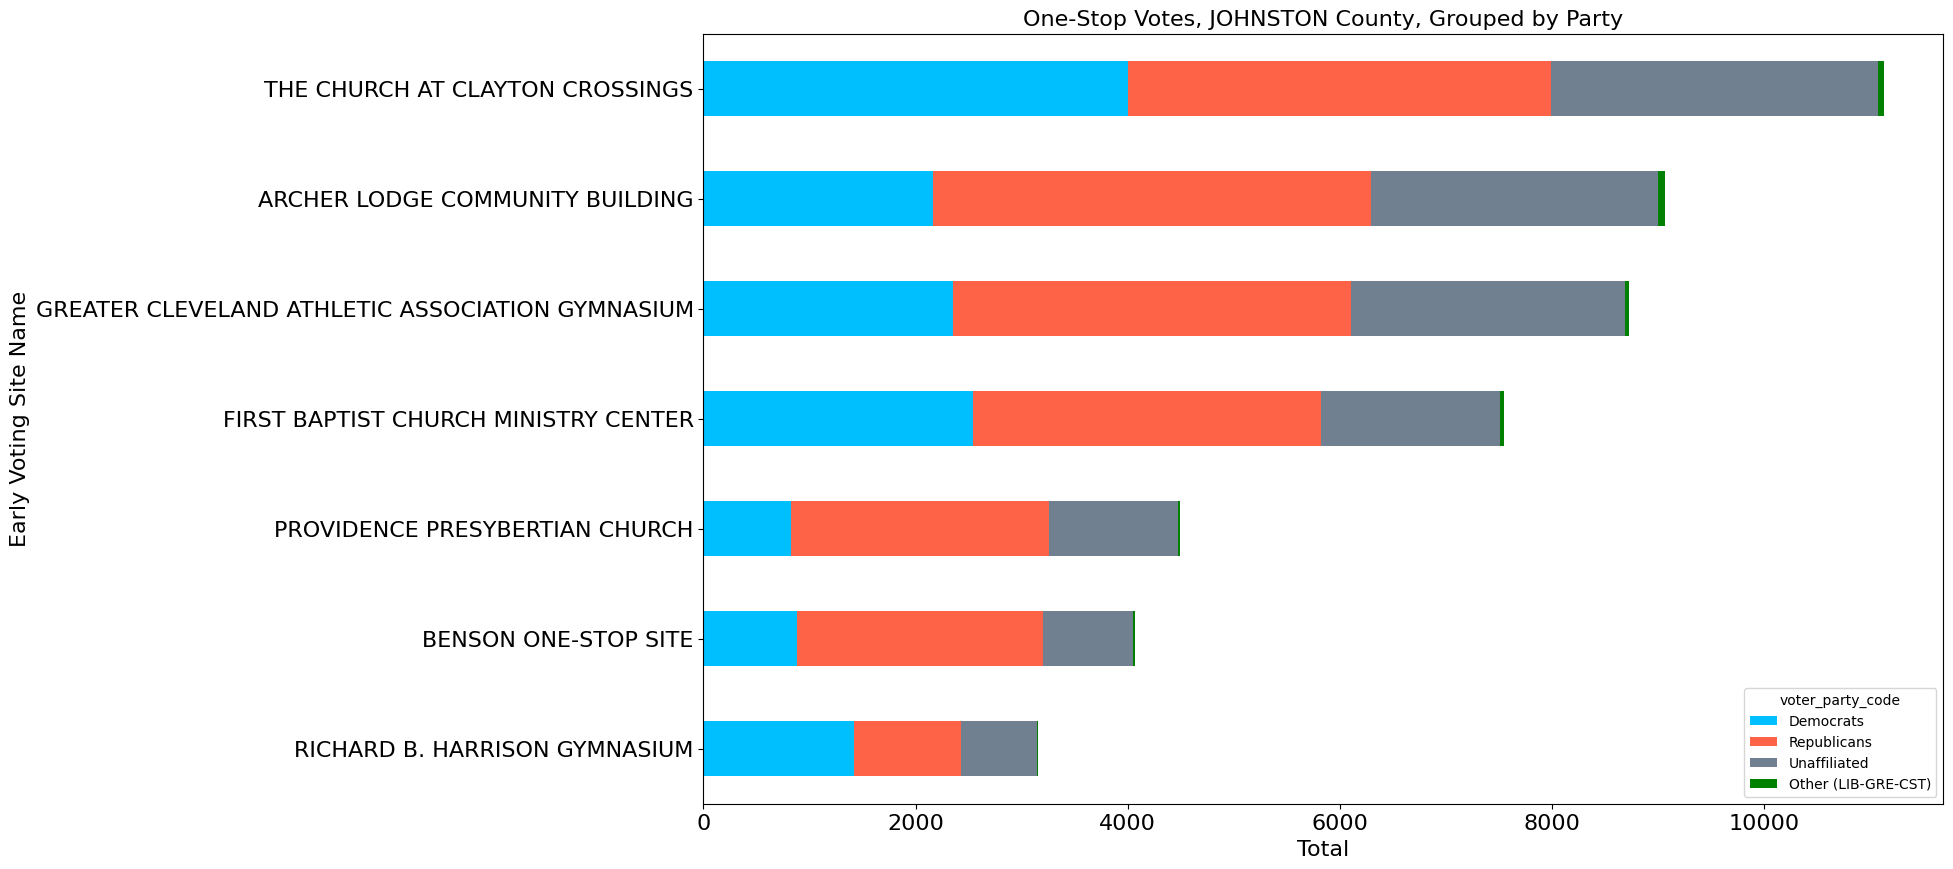 One-Stop Votes, JOHNSTON County, Grouped by Party
Early Voting Site Name
THE CHURCH AT CLAYTON CROSSINGS
ARCHER LODGE COMMUNITY BUILDING
GREATER CLEVELAND ATHLETIC ASSOCIATION GYMNASIUM
FIRST BAPTIST CHURCH MINISTRY CENTER
PROVIDENCE PRESYBERTIAN CHURCH
BENSON ONE-STOP SITE
RICHARD B. HARRISON GYMNASIUM
voter_party_code
Democrats
Republicans
Unaffiliated
Other (LIB-GRE-CST)
0 2000 4000 6000 8000 10000
Total